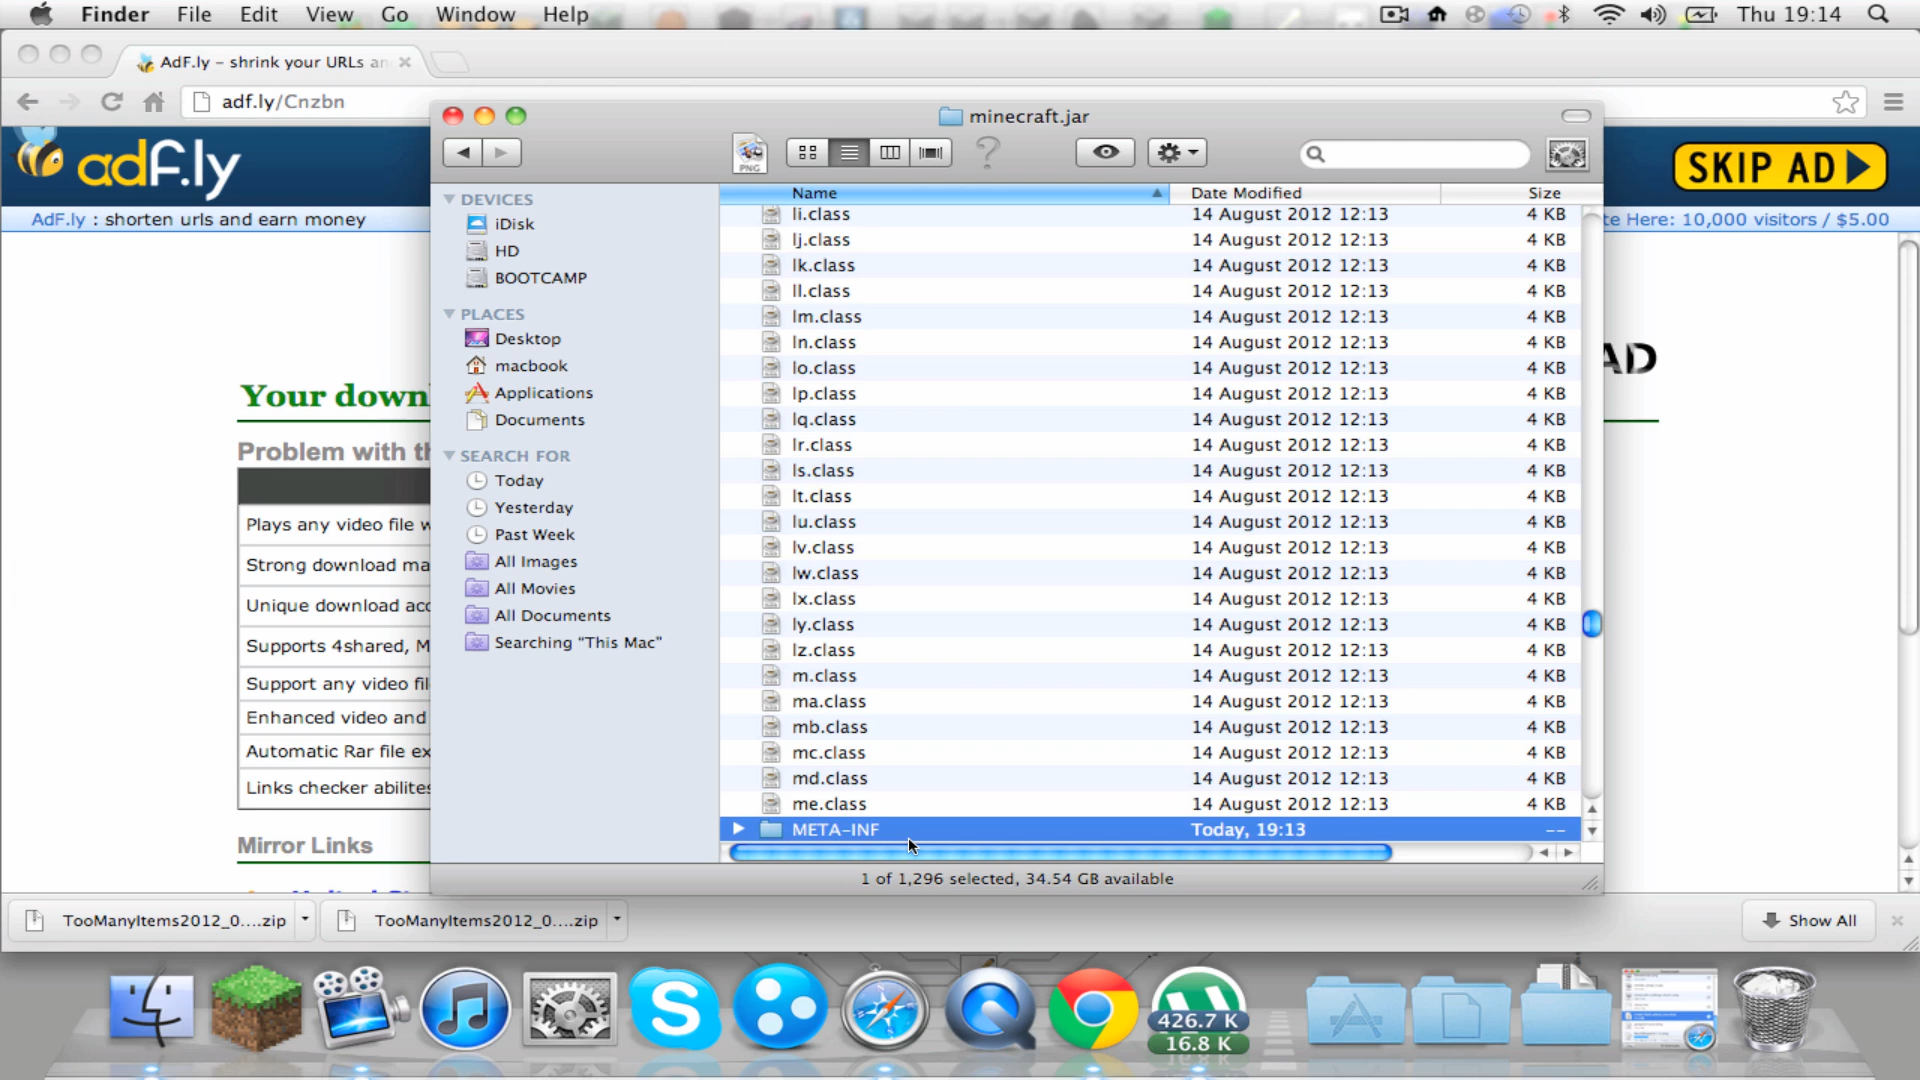 Finder File Edit View Go Window Help Thu 19:14
AdF.ly – shrink your URLs an
adf.ly/Cnzbn
minecraft.jar
adf.ly
SKIP AD
AdF.ly : shorten urls and earn money
te Here: 10,000 visitors / $5.00
PNG
DEVICES
iDisk
HD
BOOTCAMP
PLACES
Desktop
macbook
Applications
Documents
SEARCH FOR
Today
Yesterday
Past Week
All Images
All Movies
All Documents
Searching "This Mac"
Name Date Modified Size
li.class 14 August 2012 12:13 4 KB
lj.class 14 August 2012 12:13 4 KB
lk.class 14 August 2012 12:13 4 KB
ll.class 14 August 2012 12:13 4 KB
lm.class 14 August 2012 12:13 4 KB
ln.class 14 August 2012 12:13 4 KB
lo.class 14 August 2012 12:13 4 KB
lp.class 14 August 2012 12:13 4 KB
lq.class 14 August 2012 12:13 4 KB
lr.class 14 August 2012 12:13 4 KB
ls.class 14 August 2012 12:13 4 KB
lt.class 14 August 2012 12:13 4 KB
lu.class 14 August 2012 12:13 4 KB
lv.class 14 August 2012 12:13 4 KB
lw.class 14 August 2012 12:13 4 KB
lx.class 14 August 2012 12:13 4 KB
ly.class 14 August 2012 12:13 4 KB
lz.class 14 August 2012 12:13 4 KB
m.class 14 August 2012 12:13 4 KB
ma.class 14 August 2012 12:13 4 KB
mb.class 14 August 2012 12:13 4 KB
mc.class 14 August 2012 12:13 4 KB
md.class 14 August 2012 12:13 4 KB
me.class 14 August 2012 12:13 4 KB
META-INF Today, 19:13 --
1 of 1,296 selected, 34.54 GB available
Your down
AD
Problem with th
Plays any video file w
Strong download ma
Unique download acc
Supports 4shared, M
Support any video fil
Enhanced video and
Automatic Rar file ex
Links checker abilites
Mirror Links
TooManyItems2012_0....zip TooManyItems2012_0....zip Show All
426.7 K
16.8 K